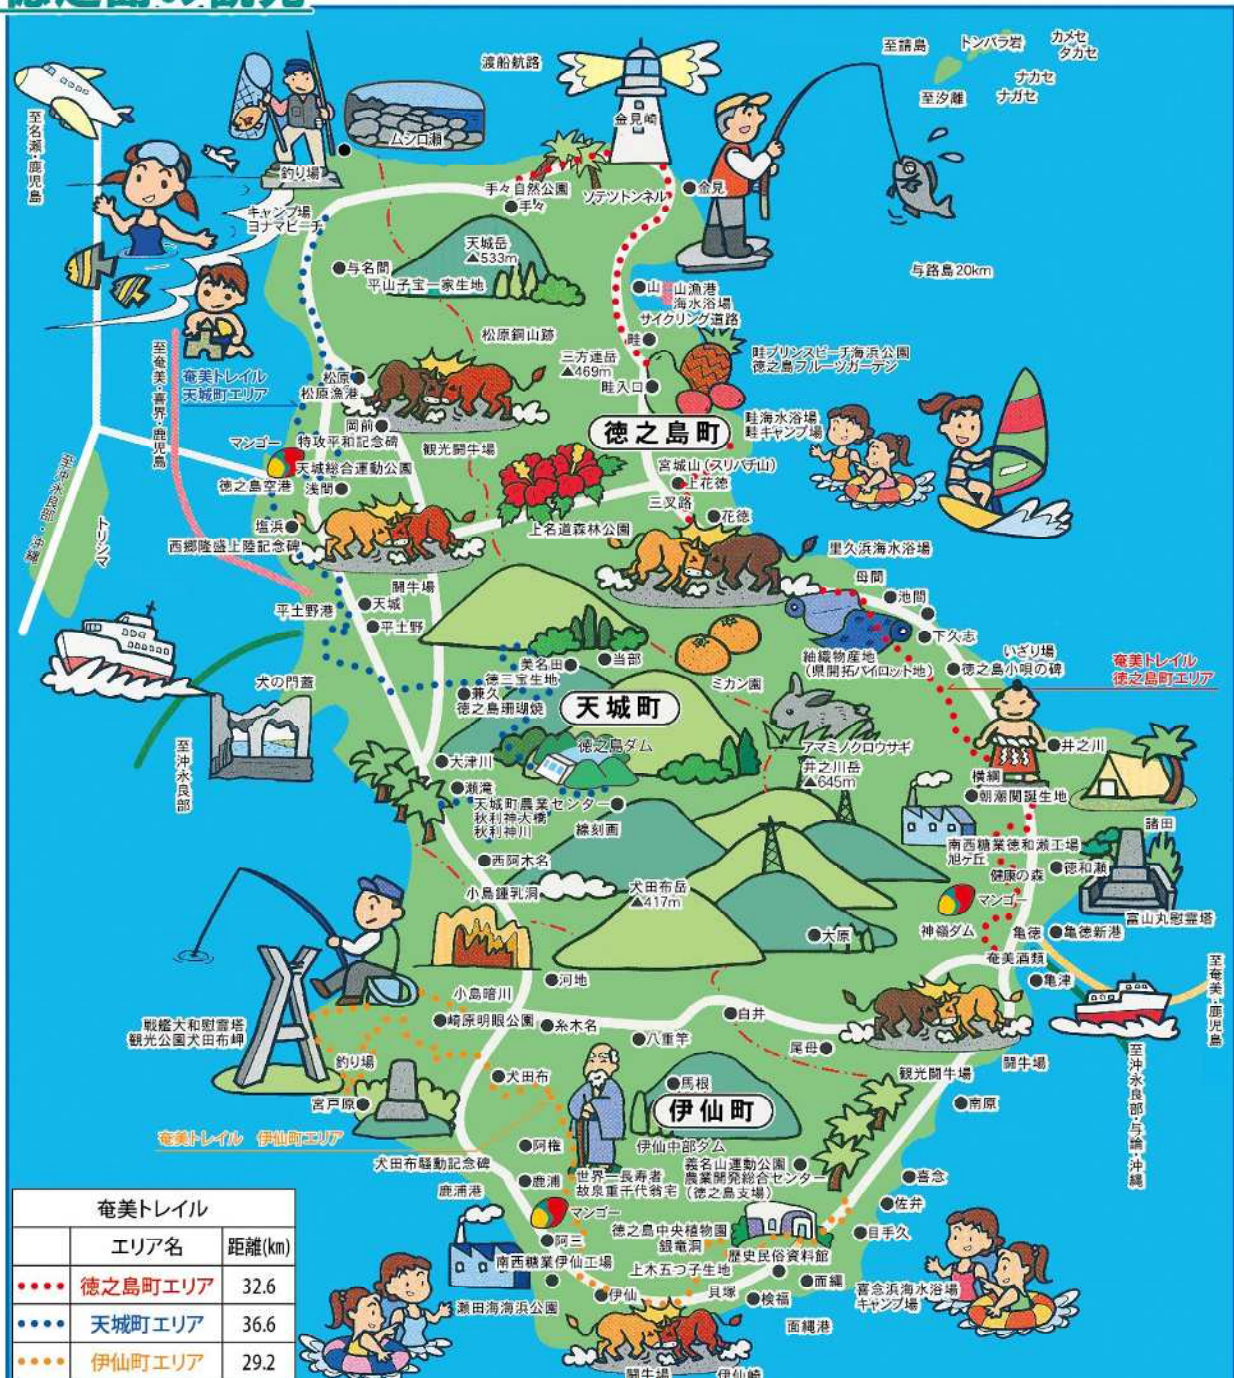 徳之島の観光
渡船航路
至請島
トンバラ岩
カメセ
タカセ
ナカセ
ナガセ
至汐離
至名瀬・鹿児島
ムシロ瀬
釣り場
金見崎
手々自然公園
手々
ソテツトンネル
金見
キャンプ場
ヨナマビーチ
天城岳
▲533m
与名間
平山子宝一家生地
与路島20km
山
山漁港
海水浴場
サイクリング道路
松原銅山跡
畦
三方連岳
▲469m
畦プリンスビーチ海浜公園
徳之島フルーツガーデン
至奄美・喜界・鹿児島
奄美トレイル
天城町エリア
松原
松原漁港
畦入口
岡前
徳之島町
畦海水浴場
畦キャンプ場
マンゴー
特攻平和記念碑
観光闘牛場
天城総合運動公園
徳之島空港
浅間
宮城山(スリバチ山)
上花徳
三叉路
至沖永良部・沖縄
トリシマ
塩浜
上名道森林公園
花徳
西郷隆盛上陸記念碑
里久浜海水浴場
闘牛場
母間
池間
平土野港
天城
平土野
下久志
美名田
当部
紬織物産地
(県開拓パイロット地)
いざり場
徳之島小唄の碑
奄美トレイル
徳之島町エリア
犬の門蓋
徳三宝生地
兼久
徳之島珊瑚焼
ミカン園
天城町
徳之島ダム
アマミノクロウサギ
井之川
至沖永良部
大津川
井之川岳
▲645m
横綱
朝潮関誕生地
瀬滝
天城町農業センター
秋利神大橋
秋利神川
線刻画
諸田
南西糖業徳和瀬工場
旭ヶ丘
西阿木名
健康の森
徳和瀬
小島鍾乳洞
犬田布岳
▲417m
マンゴー
富山丸慰霊塔
大原
神嶺ダム
亀徳
亀徳新港
奄美酒類
至奄美・鹿児島
河地
亀津
小島暗川
戦艦大和慰霊塔
観光公園犬田布岬
崎原明眼公園
糸木名
白井
八重竿
尾母
闘牛場
釣り場
犬田布
馬根
観光闘牛場
至沖永良部・与論・沖縄
宮戸原
伊仙町
南原
奄美トレイル 伊仙町エリア
阿権
伊仙中部ダム
犬田布騒動記念碑
義名山運動公園
農業開発総合センター
(徳之島支場)
喜念
鹿浦港
鹿浦
世界一長寿者
故泉重千代翁宅
佐弁
マンゴー
徳之島中央植物園
銀竜洞
目手久
阿三
歴史民俗資料館
南西糖業伊仙工場
上木五つ子生地
面縄
瀬田海海浜公園
伊仙
貝塚
検福
喜念浜海水浴場
キャンプ場
面縄港
闘牛場
伊仙崎
奄美トレイル
エリア名 距離(km)
徳之島町エリア 32.6
天城町エリア 36.6
伊仙町エリア 29.2